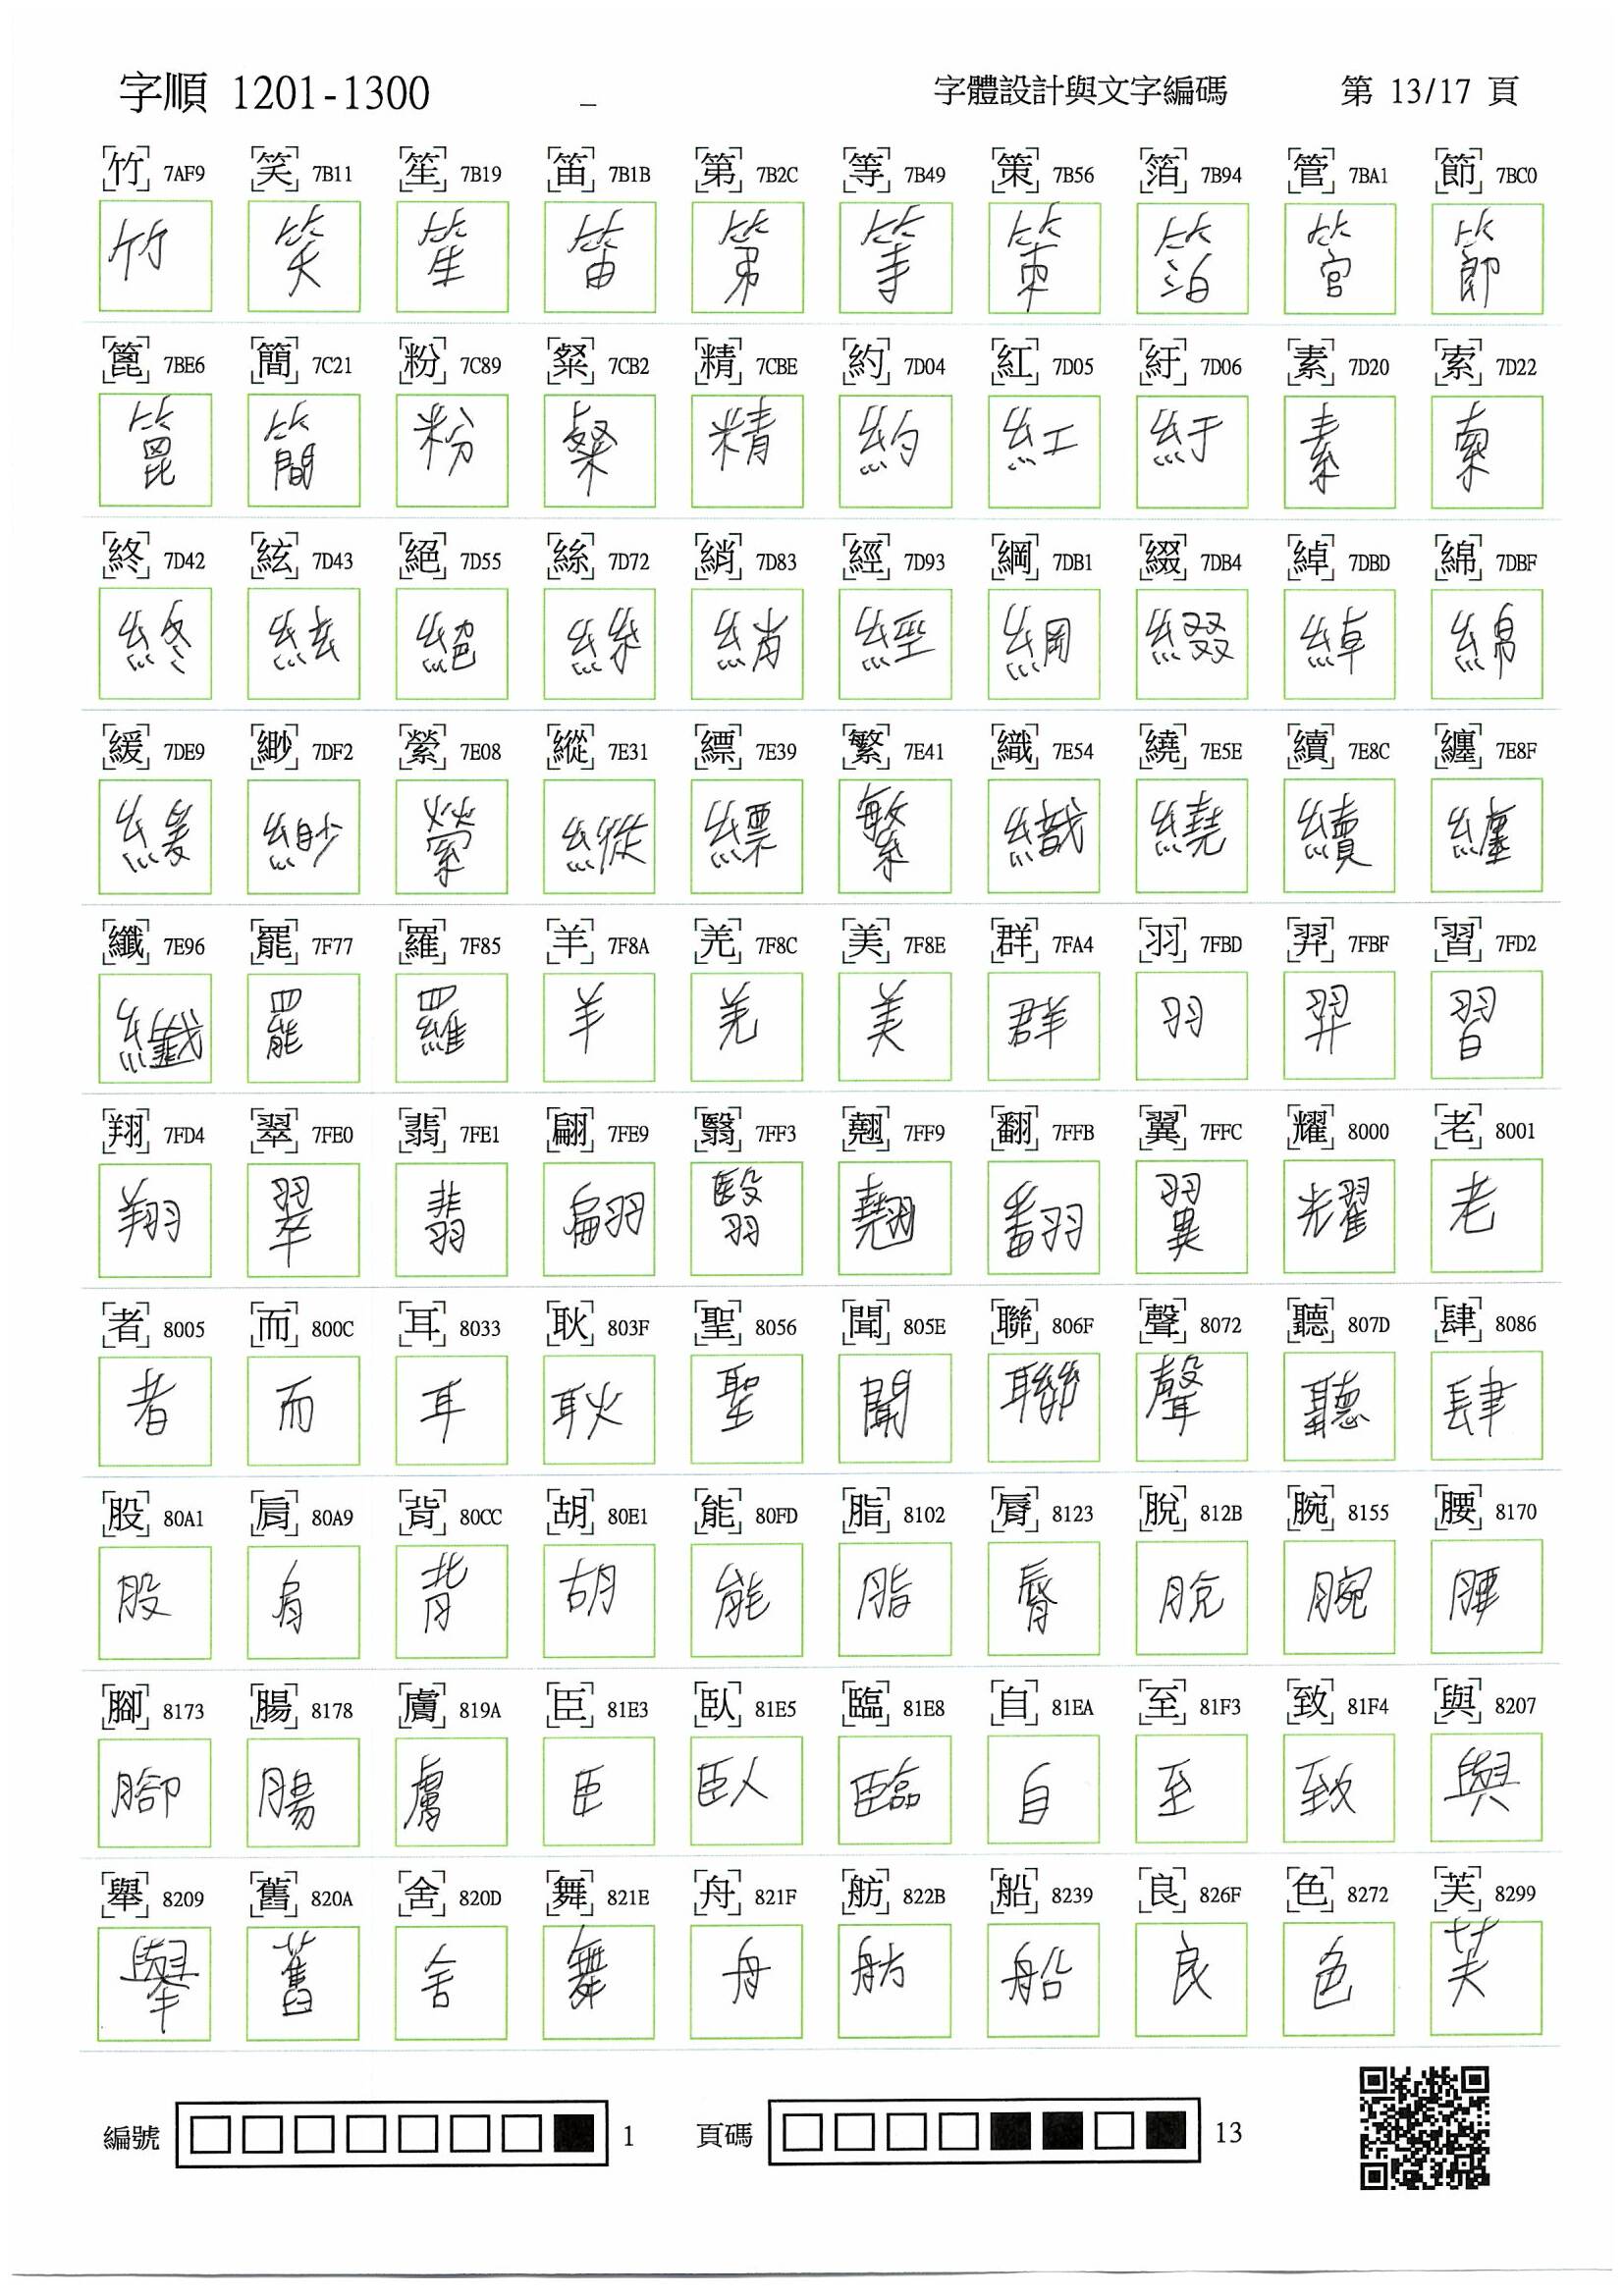 字順 1201-1300 _ 字體設計與文字編碼 第 13/17 頁
竹 7AF9 笑 7B11 笙 7B19 笛 7B1B 第 7B2C 等 7B49 策 7B56 箔 7B94 管 7BA1 節 7BC0
竹 笑 笙 笛 第 等 策 箔 管 節
篦 7BE6 簡 7C21 粉 7C89 粲 7CB2 精 7CBE 約 7D04 紅 7D05 紆 7D06 素 7D20 索 7D22
篦 簡 粉 粲 精 約 紅 紆 素 索
終 7D42 絃 7D43 絕 7D55 絲 7D72 綃 7D83 經 7D93 綱 7DB1 綴 7DB4 綽 7DBD 綿 7DBF
終 絃 絕 絲 綃 經 綱 綴 綽 綿
緩 7DE9 緲 7DF2 縈 7E08 縱 7E31 縹 7E39 繁 7E41 織 7E54 繞 7E5E 續 7E8C 纏 7E8F
緩 緲 縈 縱 縹 繁 織 繞 續 纏
纖 7E96 罷 7F77 羅 7F85 羊 7F8A 羌 7F8C 美 7F8E 群 7FA4 羽 7FBD 羿 7FBF 習 7FD2
纖 罷 羅 羊 羌 美 群 羽 羿 習
翔 7FD4 翠 7FE0 翡 7FE1 翩 7FE9 翳 7FF3 翹 7FF9 翻 7FFB 翼 7FFC 耀 8000 老 8001
翔 翠 翡 翩 翳 翹 翻 翼 耀 老
者 8005 而 800C 耳 8033 耿 803F 聖 8056 聞 805E 聯 806F 聲 8072 聽 807D 肆 8086
者 而 耳 耿 聖 聞 聯 聲 聽 肆
股 80A1 肩 80A9 背 80CC 胡 80E1 能 80FD 脂 8102 脣 8123 脫 812B 腕 8155 腰 8170
股 肩 背 胡 能 脂 脣 脫 腕 腰
腳 8173 腸 8178 膚 819A 臣 81E3 臥 81E5 臨 81E8 自 81EA 至 81F3 致 81F4 與 8207
腳 腸 膚 臣 臥 臨 自 至 致 與
舉 8209 舊 820A 舍 820D 舞 821E 舟 821F 舫 822B 船 8239 良 826F 色 8272 芙 8299
舉 舊 舍 舞 舟 舫 船 良 色 芙
編號 1 頁碼 13